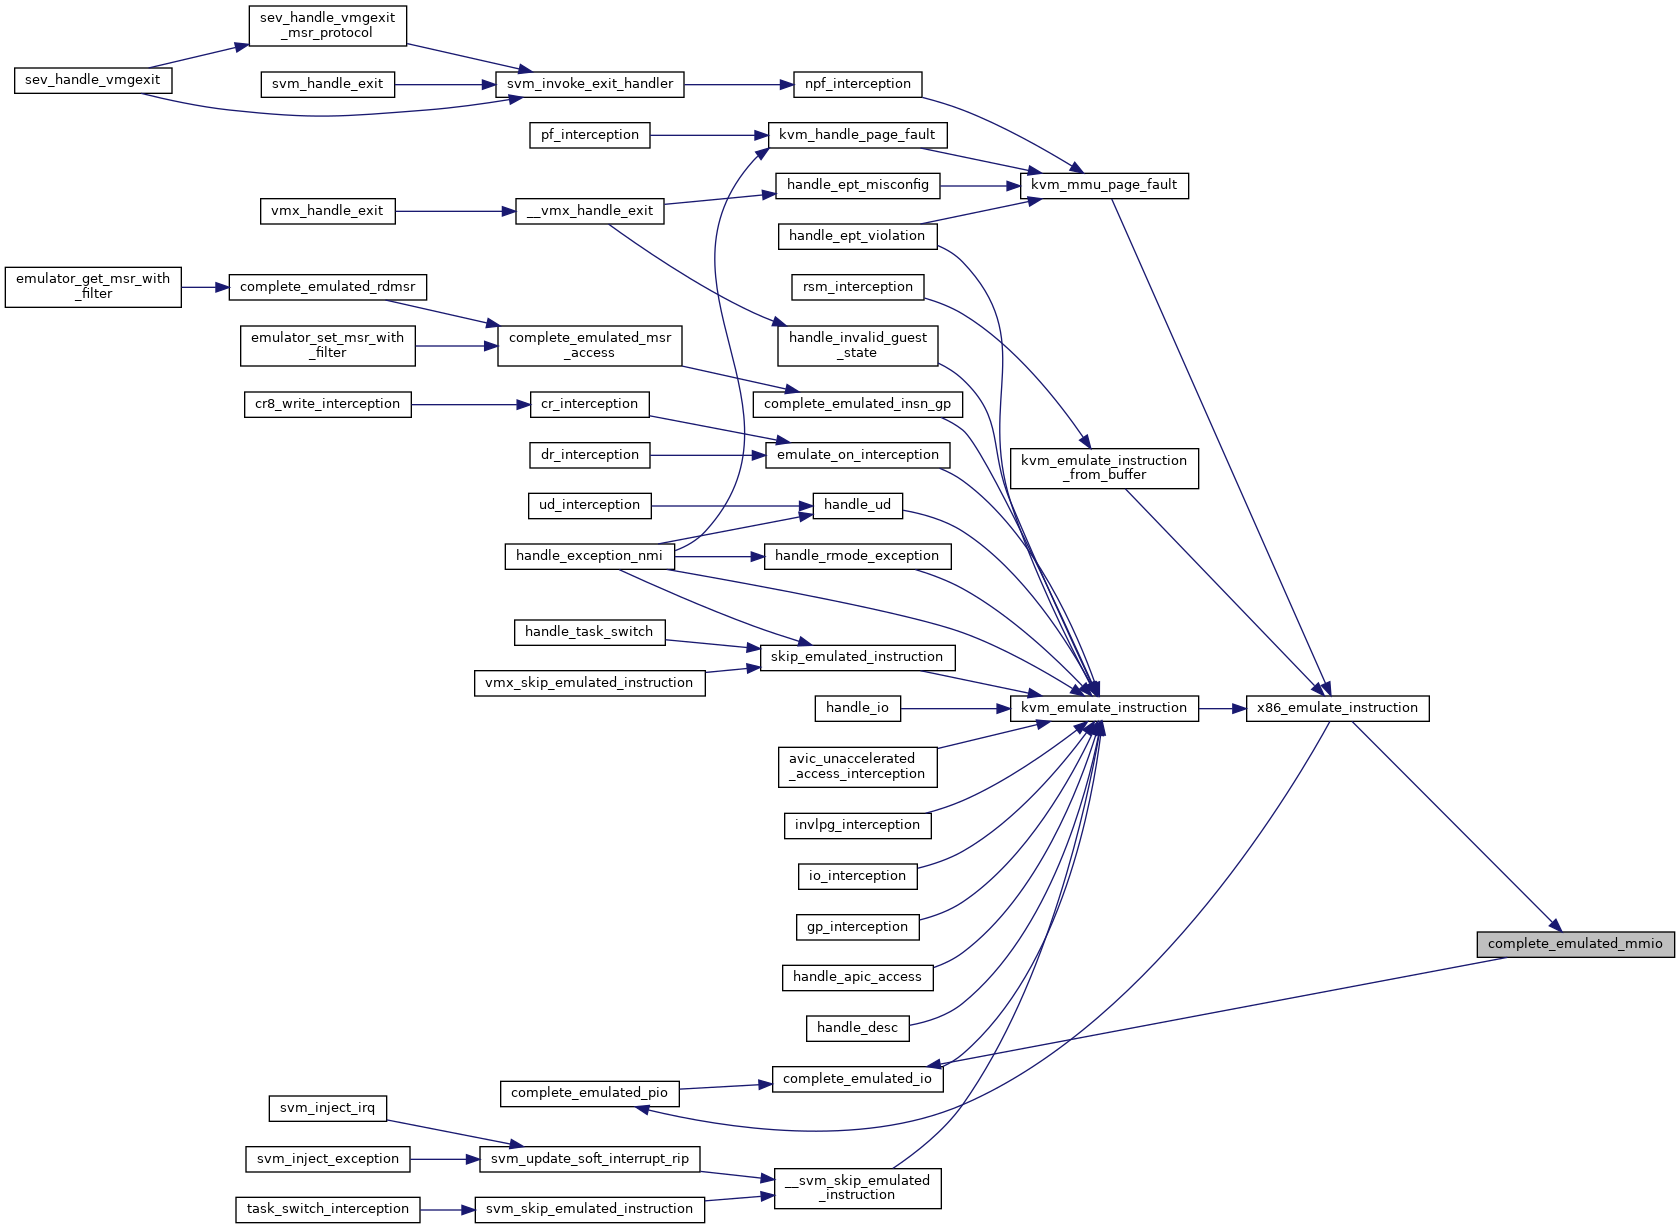 sev_handle_vmgexit
_msr_protocol
sev_handle_vmgexit
svm_handle_exit
svm_invoke_exit_handler
npf_interception
pf_interception
kvm_handle_page_fault
handle_ept_misconfig
kvm_mmu_page_fault
vmx_handle_exit
__vmx_handle_exit
handle_ept_violation
emulator_get_msr_with
_filter
complete_emulated_rdmsr
rsm_interception
emulator_set_msr_with
_filter
complete_emulated_msr
_access
handle_invalid_guest
_state
cr8_write_interception
cr_interception
complete_emulated_insn_gp
dr_interception
emulate_on_interception
kvm_emulate_instruction
_from_buffer
ud_interception
handle_ud
handle_exception_nmi
handle_rmode_exception
handle_task_switch
skip_emulated_instruction
vmx_skip_emulated_instruction
handle_io
kvm_emulate_instruction
x86_emulate_instruction
avic_unaccelerated
_access_interception
invlpg_interception
io_interception
gp_interception
complete_emulated_mmio
handle_apic_access
handle_desc
complete_emulated_io
complete_emulated_pio
svm_inject_irq
svm_inject_exception
svm_update_soft_interrupt_rip
__svm_skip_emulated
_instruction
task_switch_interception
svm_skip_emulated_instruction